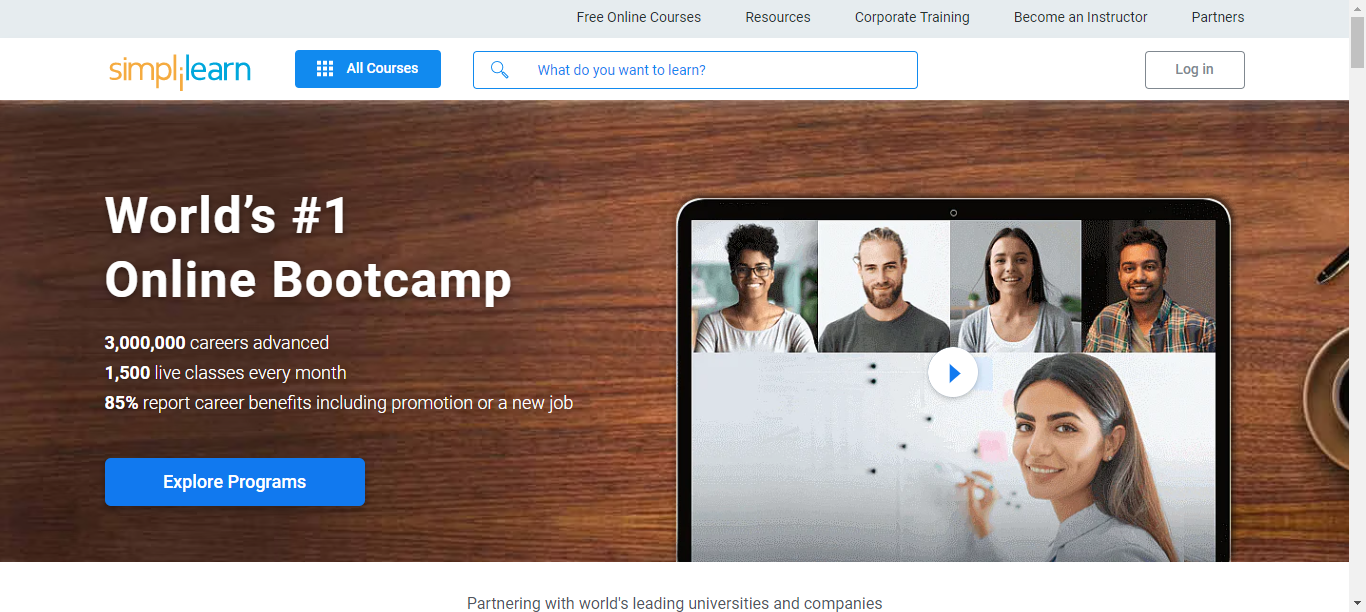 Free Online Courses
Resources
Corporate Training
Become an Instructor
Partners
simplilearn
All Courses
What do you want to learn?
Log in
World’s #1
Online Bootcamp
3,000,000 careers advanced
1,500 live classes every month
85% report career benefits including promotion or a new job
Explore Programs
Partnering with world's leading universities and companies